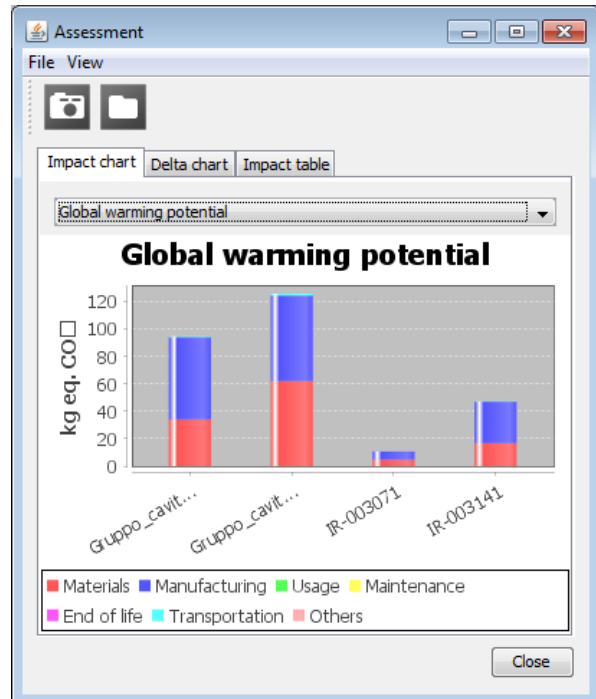 Assessment
File View
Impact chart Delta chart Impact table
Global warming potential
Global warming potential
kg eq. CO□
120
100
80
60
40
20
0
Gruppo_cavit... Gruppo_cavit... IR-003071 IR-003141
Materials Manufacturing Usage Maintenance
End of life Transportation Others
Close